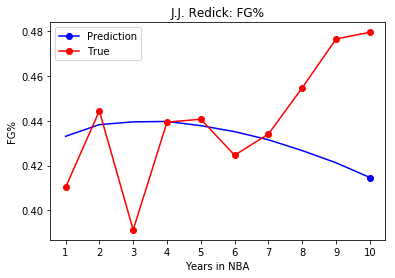 J.J. Redick: FG%
Prediction
True
FG%
0.48
0.46
0.44
0.42
0.40
1 2 3 4 5 6 7 8 9 10
Years in NBA